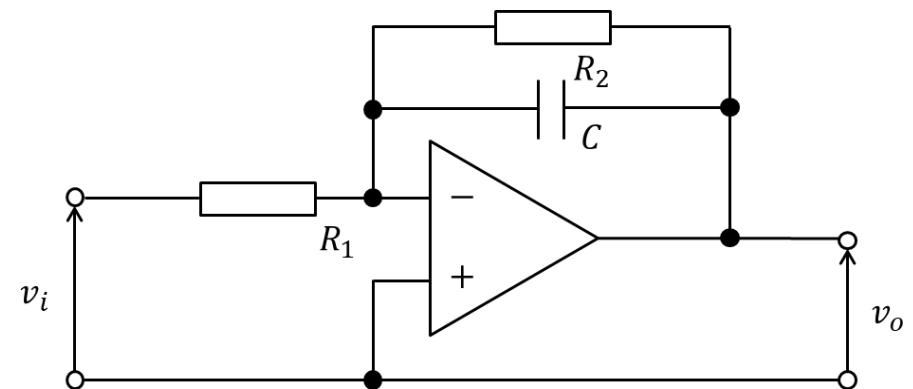 R₂
C
−
R₁
+
vᵢ
vₒ